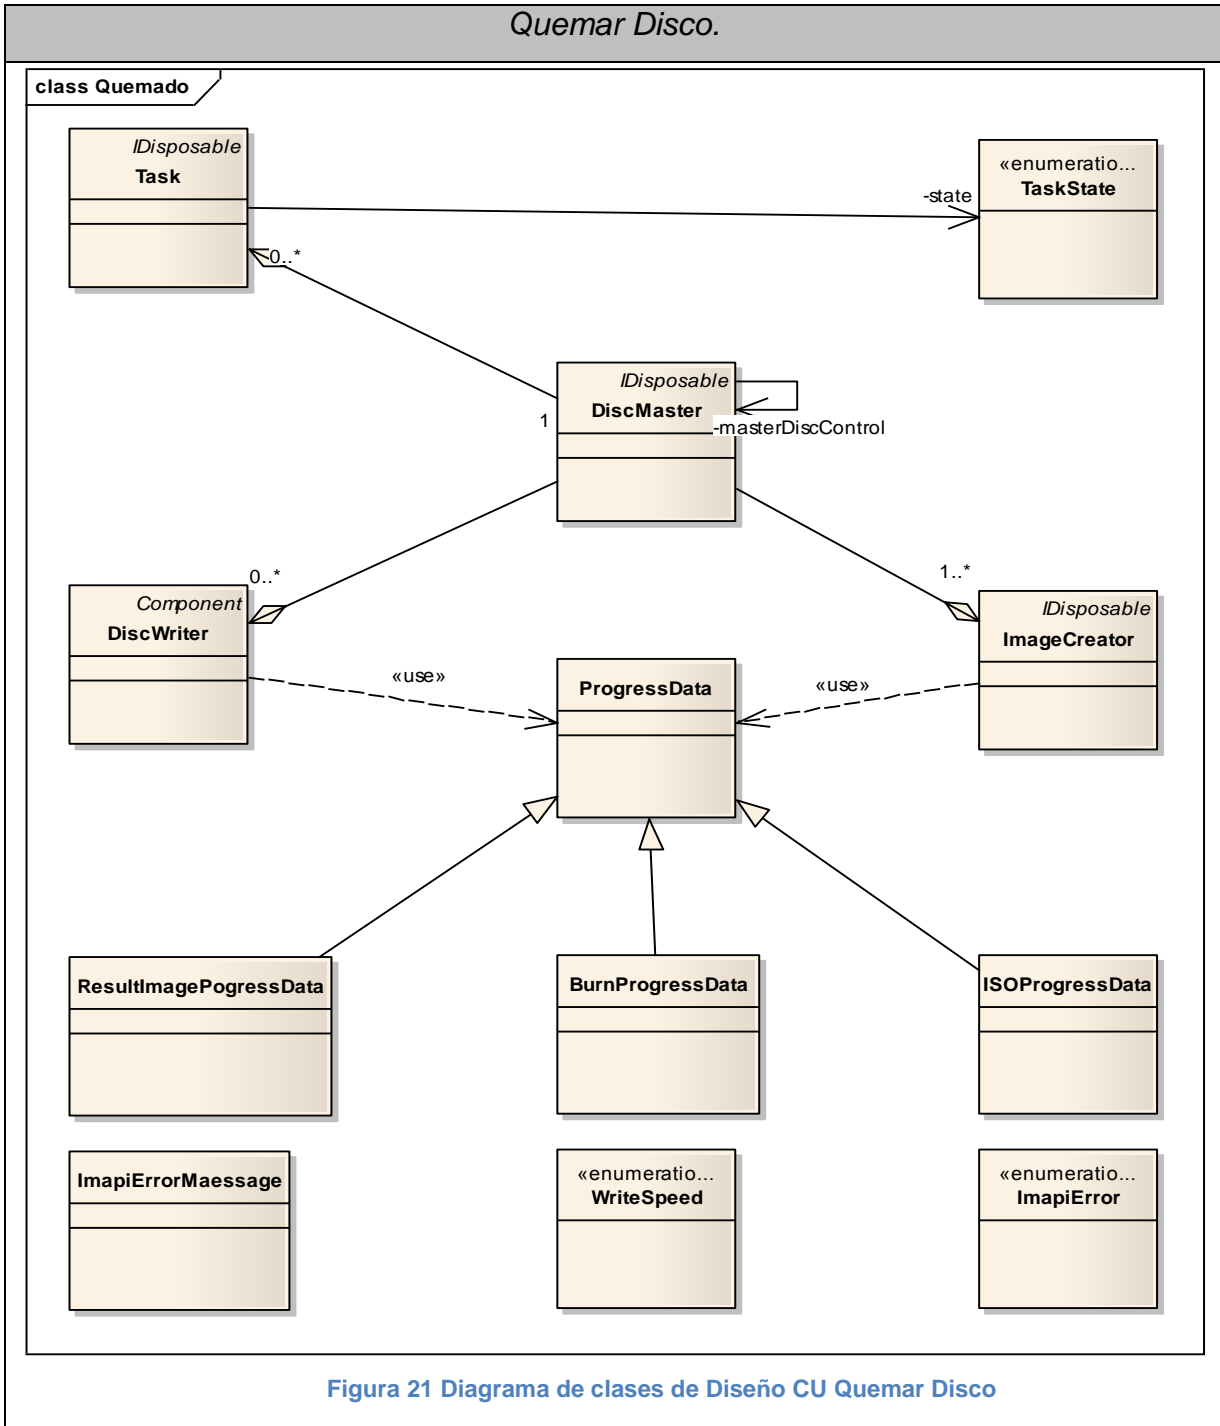 Quemar Disco.
class Quemado
IDisposable
Task
-state
«enumeratio...
TaskState
0..*
IDisposable
DiscMaster
-masterDiscControl
1
0..*
1..*
Component
DiscWriter
IDisposable
ImageCreator
«use»
«use»
ProgressData
ResultImagePogressData
BurnProgressData
ISOProgressData
ImapiErrorMaessage
«enumeratio...
WriteSpeed
«enumeratio...
ImapiError
Figura 21 Diagrama de clases de Diseño CU Quemar Disco